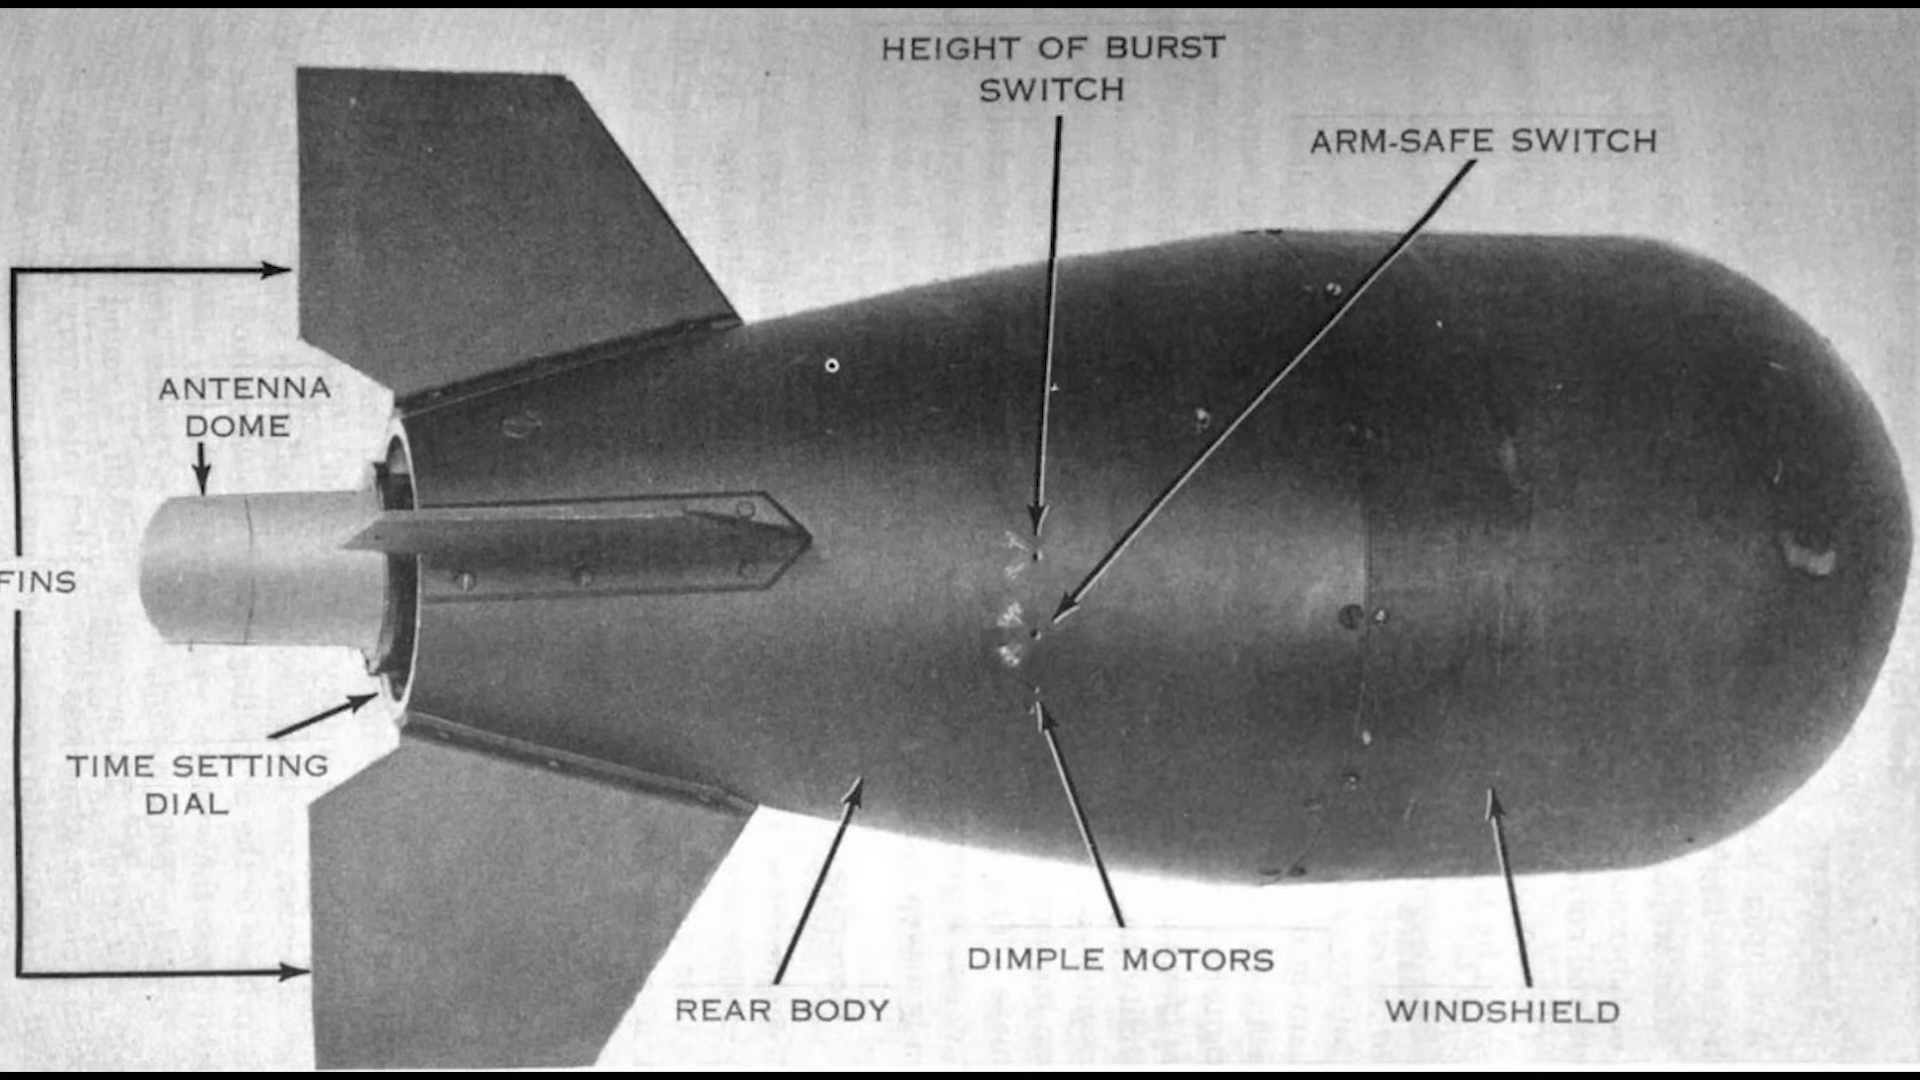 HEIGHT OF BURST
SWITCH
ARM-SAFE SWITCH
ANTENNA
DOME
FINS
TIME SETTING
DIAL
DIMPLE MOTORS
REAR BODY
WINDSHIELD